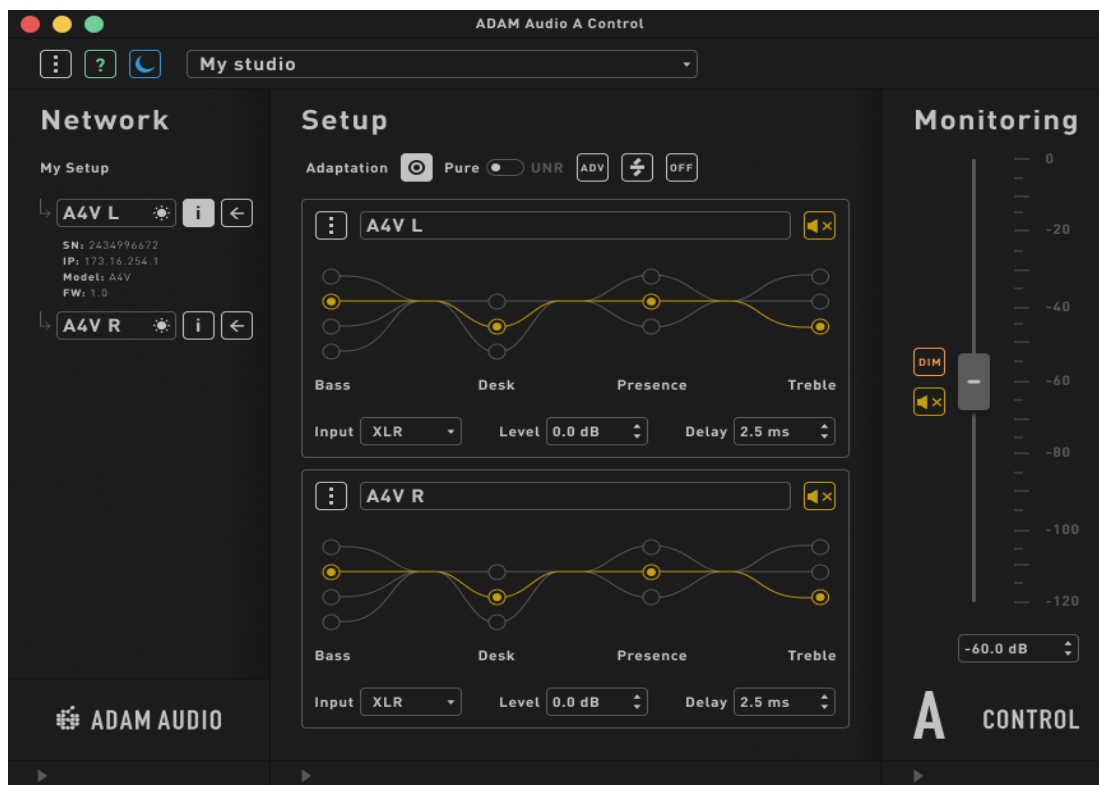 ADAM Audio A Control
?
My studio
Network
My Setup
A4V L
i
SN: 2434996672
IP: 173.16.254.1
Model: A4V
FW: 1.0
A4V R
i
ADAM AUDIO
Setup
Adaptation Pure UNR ADV OFF
A4V L
Bass Desk Presence Treble
Input XLR Level 0.0 dB Delay 2.5 ms
A4V R
Bass Desk Presence Treble
Input XLR Level 0.0 dB Delay 2.5 ms
Monitoring
0
-20
-40
DIM
-60
-80
-100
-120
-60.0 dB
A CONTROL